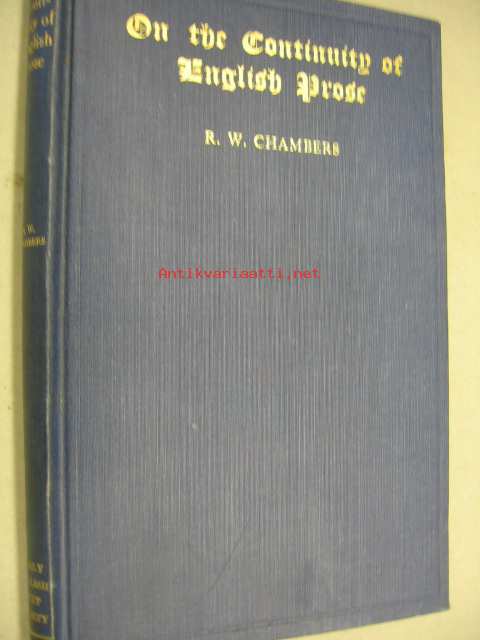 On the Continuity of
English Prose
R. W. CHAMBERS
Antikvariaatti.net